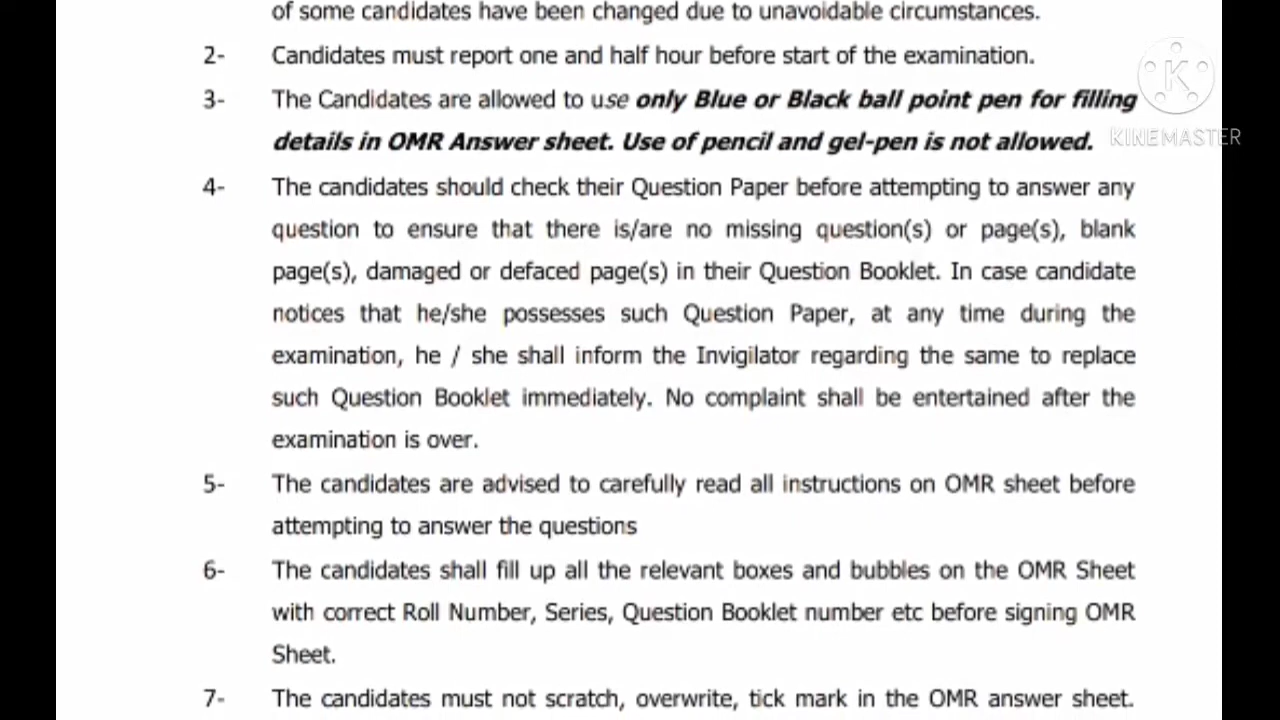 of some candidates have been changed due to unavoidable circumstances.
2- Candidates must report one and half hour before start of the examination.
3- The Candidates are allowed to use only Blue or Black ball point pen for filling
details in OMR Answer sheet. Use of pencil and gel-pen is not allowed.
4- The candidates should check their Question Paper before attempting to answer any
question to ensure that there is/are no missing question(s) or page(s), blank
page(s), damaged or defaced page(s) in their Question Booklet. In case candidate
notices that he/she possesses such Question Paper, at any time during the
examination, he / she shall inform the Invigilator regarding the same to replace
such Question Booklet immediately. No complaint shall be entertained after the
examination is over.
5- The candidates are advised to carefully read all instructions on OMR sheet before
attempting to answer the questions
6- The candidates shall fill up all the relevant boxes and bubbles on the OMR Sheet
with correct Roll Number, Series, Question Booklet number etc before signing OMR
Sheet.
7- The candidates must not scratch, overwrite, tick mark in the OMR answer sheet.
K
KINEMASTER